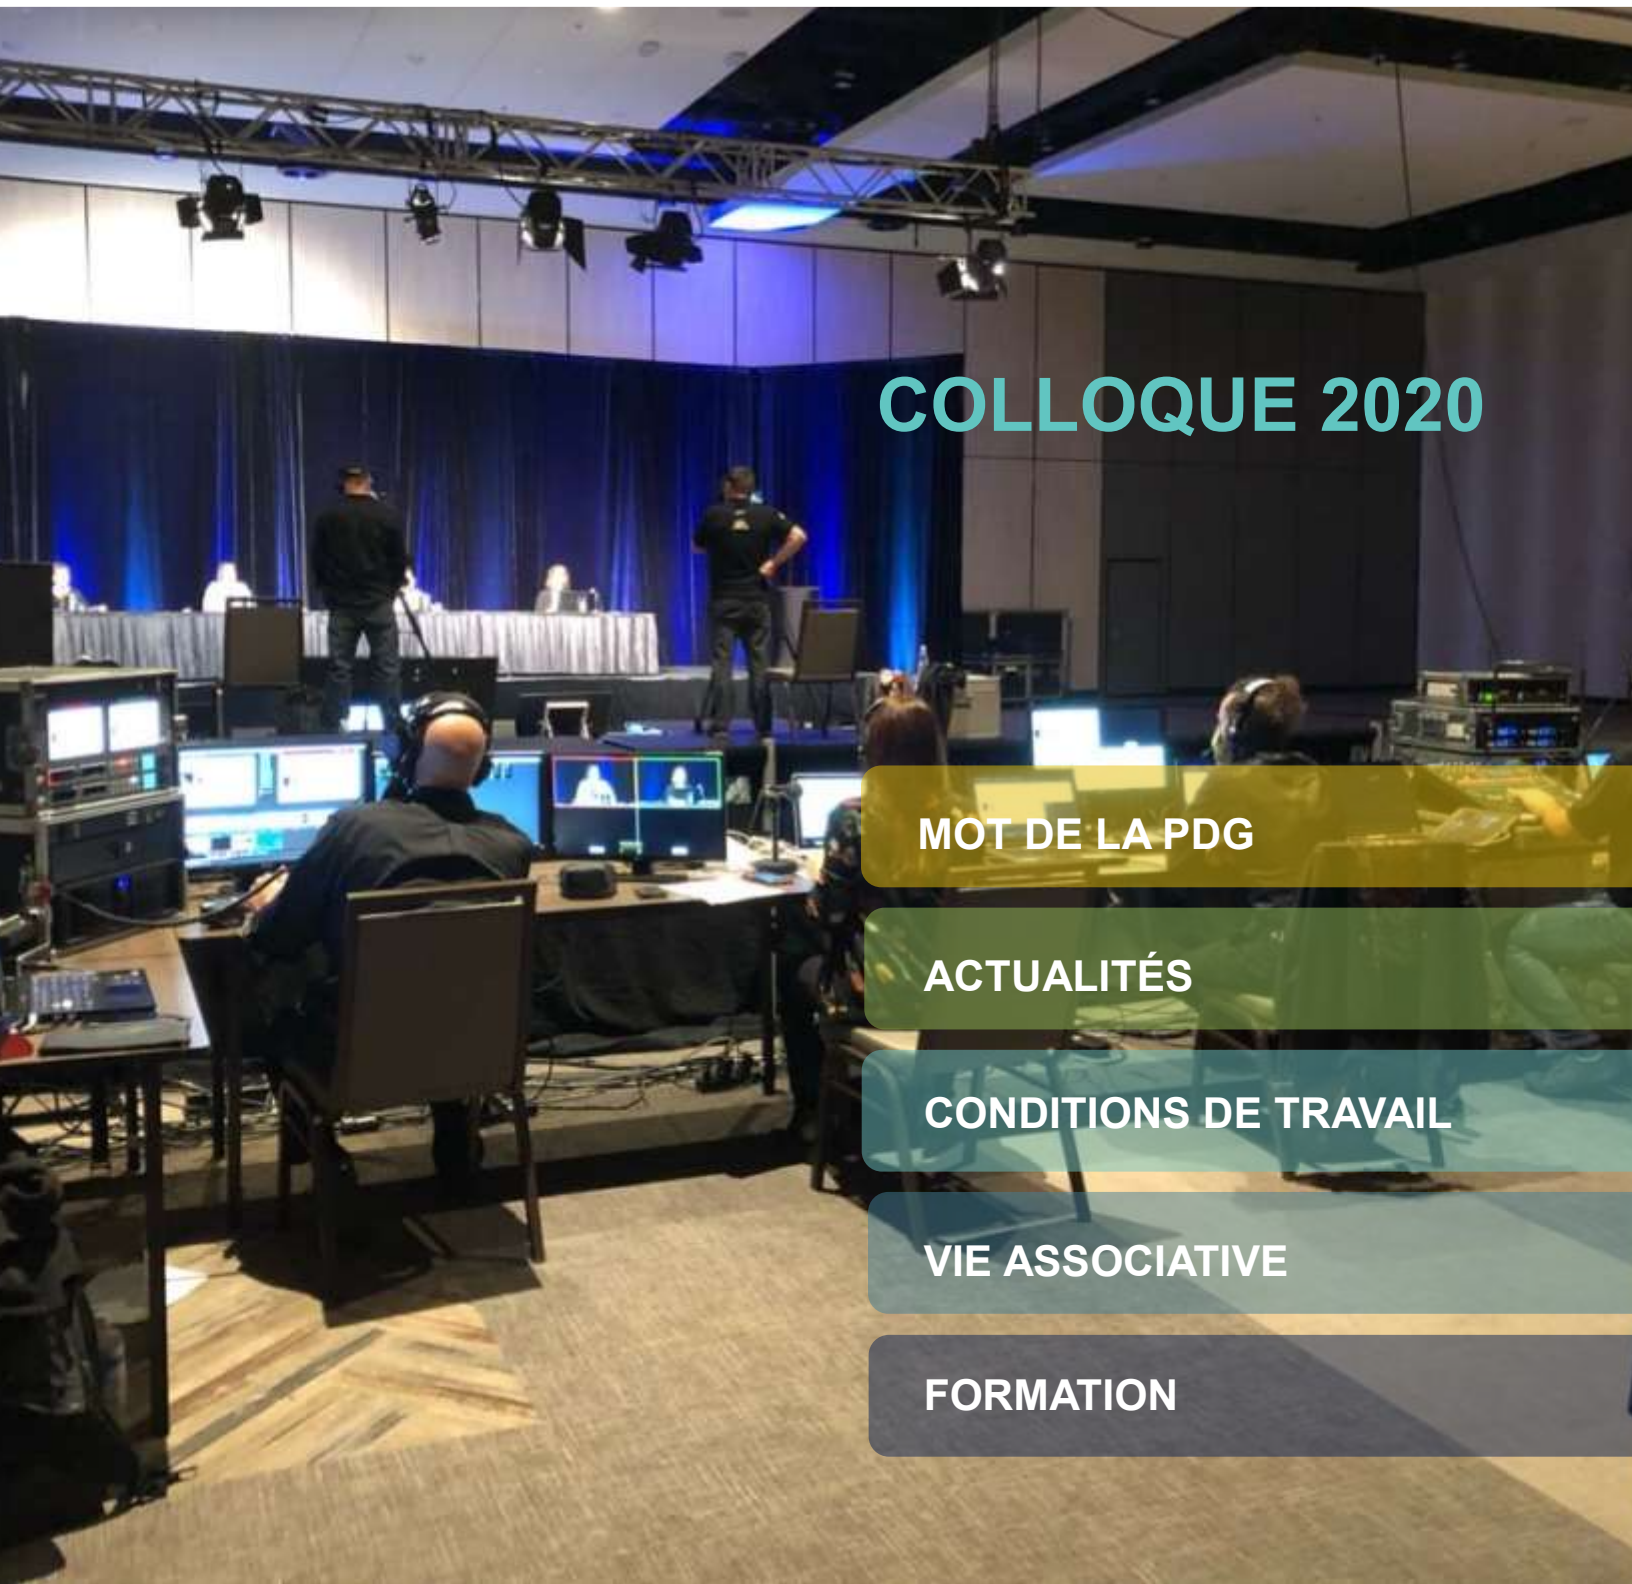 COLLOQUE 2020
MOT DE LA PDG
ACTUALITÉS
CONDITIONS DE TRAVAIL
VIE ASSOCIATIVE
FORMATION